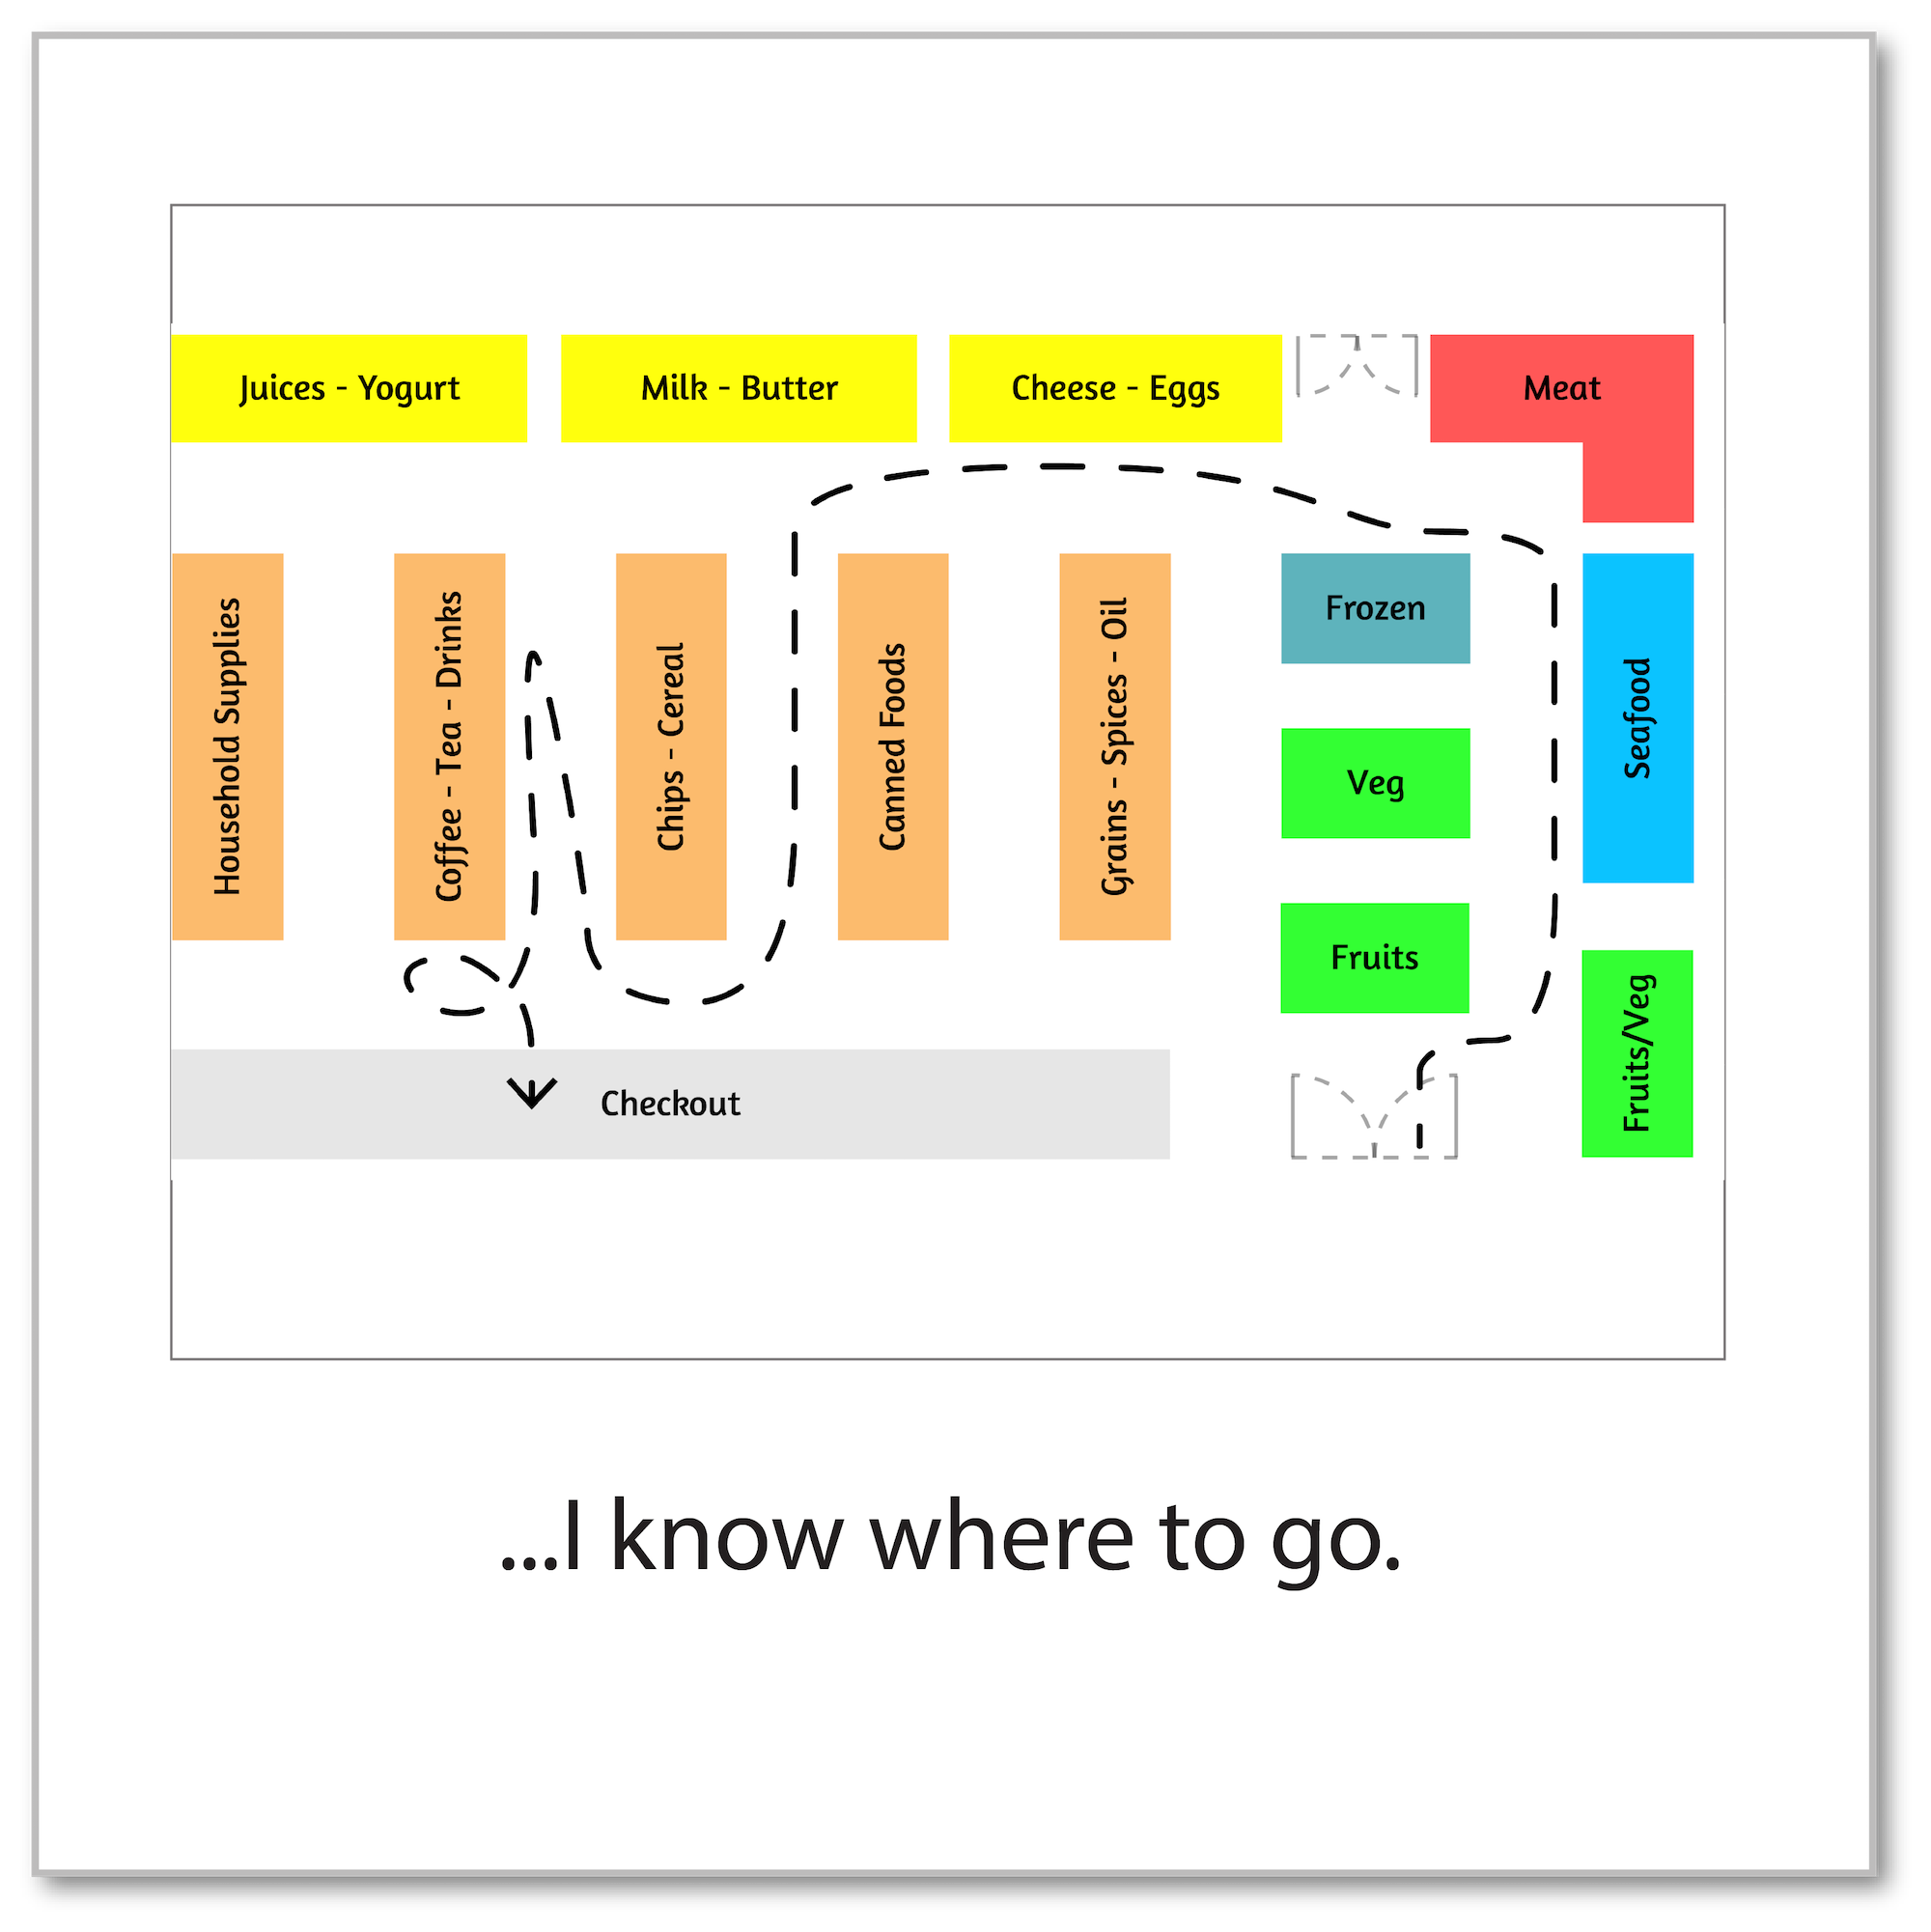 Juices - Yogurt
Milk - Butter
Cheese - Eggs
Meat
Household Supplies
Coffee - Tea - Drinks
Chips - Cereal
Canned Foods
Grains - Spices - Oil
Frozen
Veg
Fruits
Seafood
Fruits/Veg
Checkout
...I know where to go.